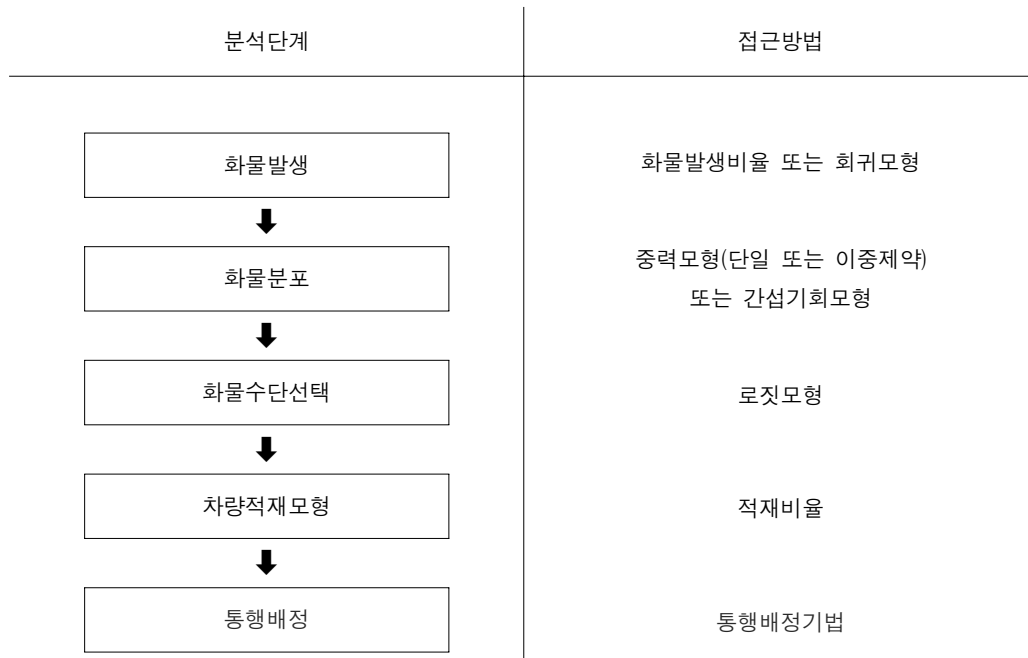 분석단계
접근방법
화물발생
화물발생비율 또는 회귀모형
화물분포
중력모형(단일 또는 이중제약)
또는 간섭기회모형
화물수단선택
로짓모형
차량적재모형
적재비율
통행배정
통행배정기법